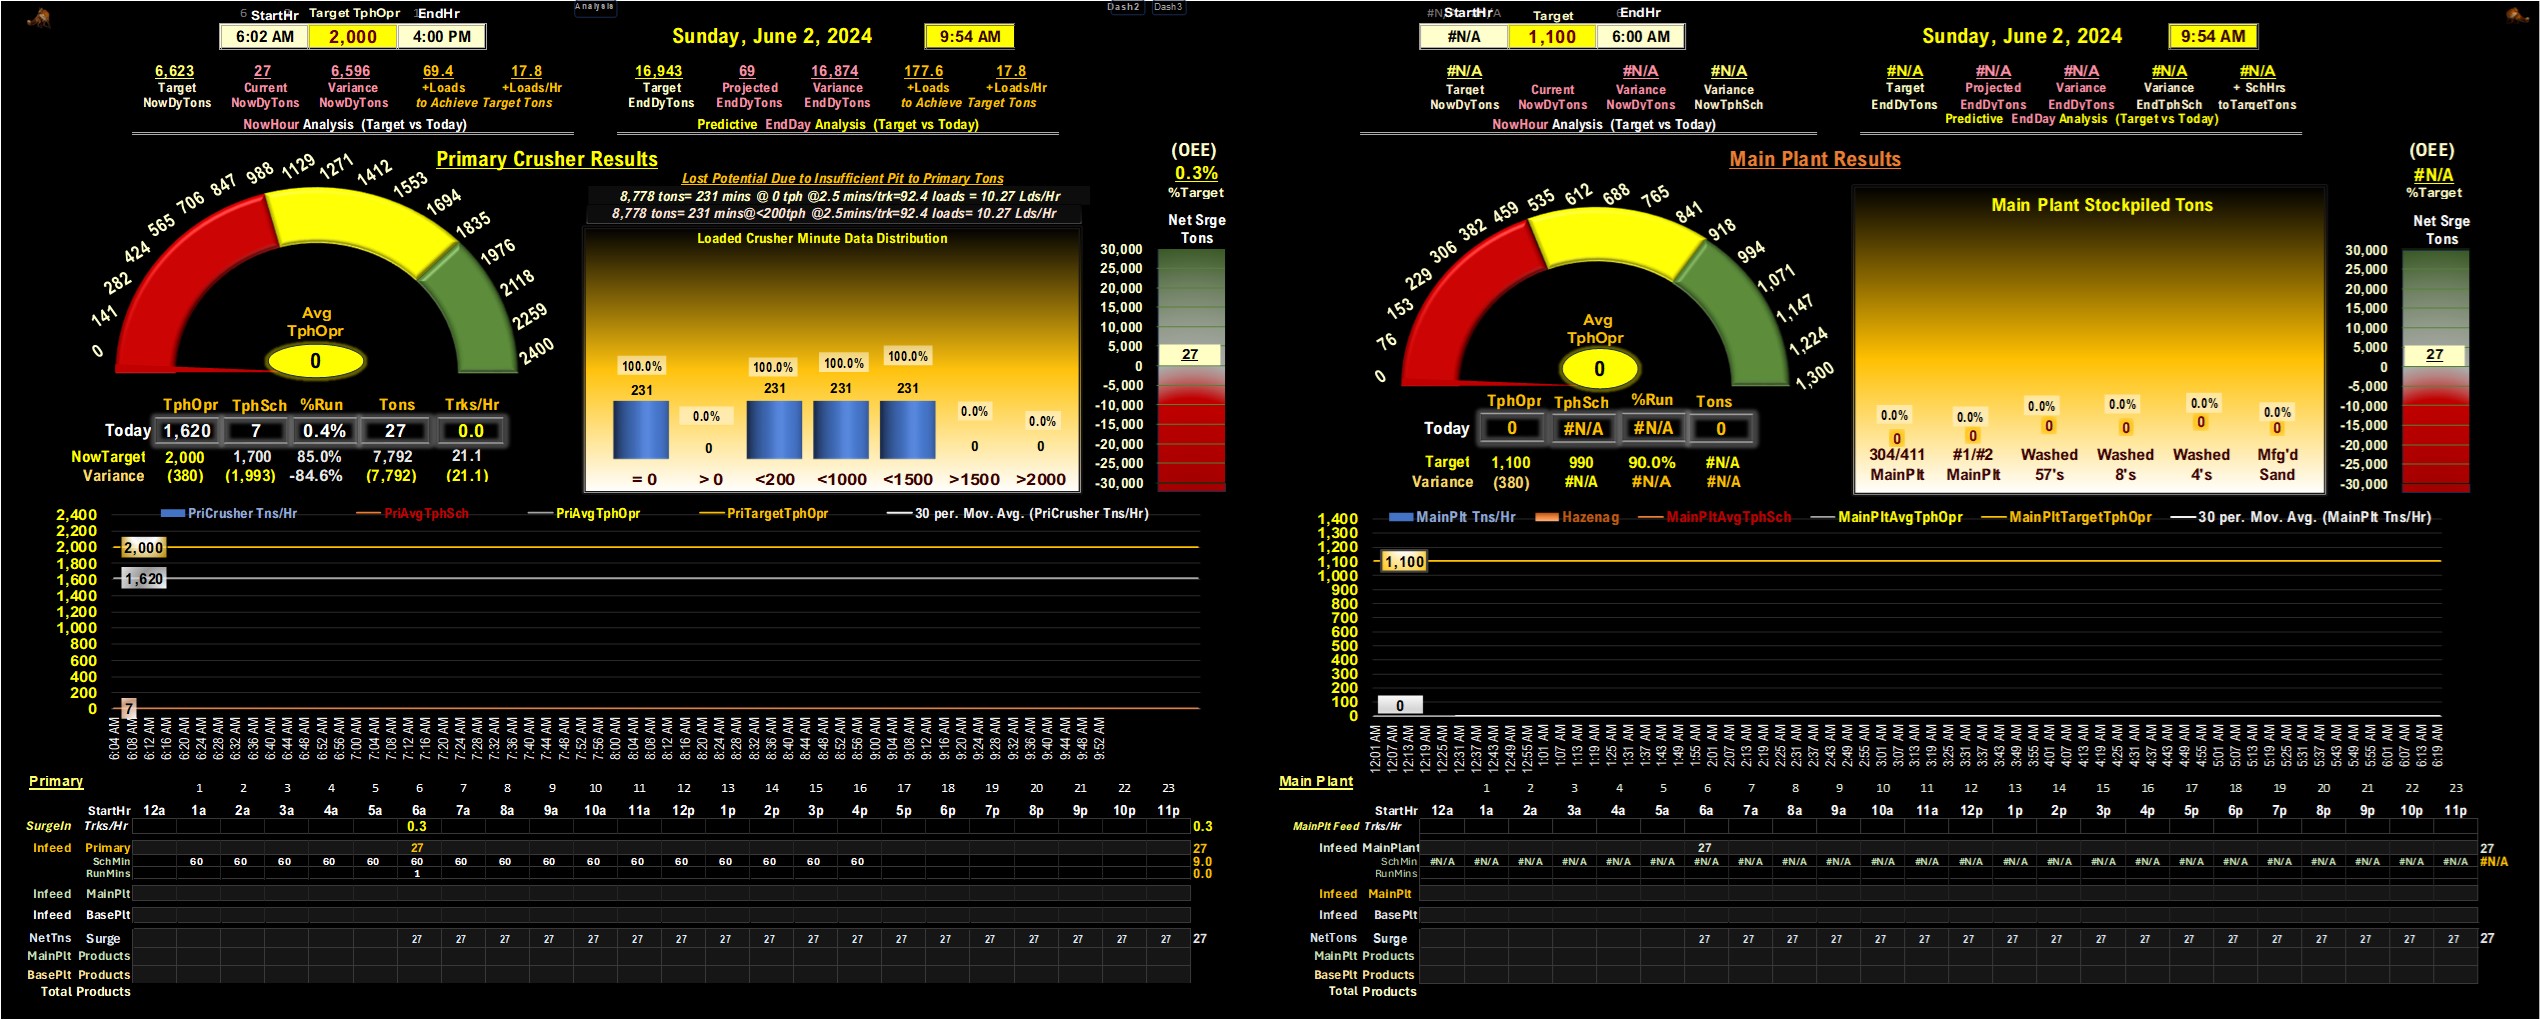 StartHr Target TphOpr EndHr
6:02 AM 2,000 4:00 PM
Analysis
Sunday, June 2, 2024 9:54 AM
Dash2 Dash3
6,623 27 6,596 69.4 17.8
Target Current Variance +Loads +Loads/Hr
NowDyTons NowDyTons NowDyTons to Achieve Target Tons
NowHour Analysis (Target vs Today)
16,943 69 16,874 177.6 17.8
Target Projected Variance +Loads +Loads/Hr
EndDyTons EndDyTons EndDyTons to Achieve Target Tons
Predictive EndDay Analysis (Target vs Today)
Primary Crusher Results
0 141 282 424 565 706 847 988 1129 1271 1412 1553 1694 1835 1976 2118 2259 2400
Avg
TphOpr
0
Lost Potential Due to Insufficient Pit to Primary Tons
8,778 tons= 231 mins @ 0 tph @2.5 mins/trk=92.4 loads = 10.27 Lds/Hr
8,778 tons= 231 mins@<200tph @2.5mins/trk=92.4 loads= 10.27 Lds/Hr
Loaded Crusher Minute Data Distribution
100.0% 0.0% 100.0% 100.0% 100.0% 0.0% 0.0%
231 0 231 231 231 0 0
= 0 > 0 <200 <1000 <1500 >1500 >2000
(OEE)
0.3%
%Target
Net Srge
Tons
30,000
25,000
20,000
15,000
10,000
5,000
27
0
-5,000
-10,000
-15,000
-20,000
-25,000
-30,000
TphOpr TphSch %Run Tons Trks/Hr
Today 1,620 7 0.4% 27 0.0
NowTarget 2,000 1,700 85.0% 7,792 21.1
Variance (380) (1,993) -84.6% (7,792) (21.1)
PriCrusher Tns/Hr PriAvgTphSch PriAvgTphOpr PriTargetTphOpr 30 per. Mov. Avg. (PriCrusher Tns/Hr)
2,400
2,200
2,000 2,000
1,800
1,600 1,620
1,400
1,200
1,000
800
600
400
200
0 7
6:04 AM 6:08 AM 6:12 AM 6:16 AM 6:20 AM 6:24 AM 6:28 AM 6:32 AM 6:36 AM 6:40 AM 6:44 AM 6:48 AM 6:52 AM 6:56 AM 7:00 AM 7:04 AM 7:08 AM 7:12 AM 7:16 AM 7:20 AM 7:24 AM 7:28 AM 7:32 AM 7:36 AM 7:40 AM 7:44 AM 7:48 AM 7:52 AM 7:56 AM 8:00 AM 8:04 AM 8:08 AM 8:12 AM 8:16 AM 8:20 AM 8:24 AM 8:28 AM 8:32 AM 8:36 AM 8:40 AM 8:44 AM 8:48 AM 8:52 AM 8:56 AM 9:00 AM 9:04 AM 9:08 AM 9:12 AM 9:16 AM 9:20 AM 9:24 AM 9:28 AM 9:32 AM 9:36 AM 9:40 AM 9:44 AM 9:48 AM 9:52 AM
Primary
1 2 3 4 5 6 7 8 9 10 11 12 13 14 15 16 17 18 19 20 21 22 23
StartHr 12a 1a 2a 3a 4a 5a 6a 7a 8a 9a 10a 11a 12p 1p 2p 3p 4p 5p 6p 7p 8p 9p 10p 11p
SurgeIn Trks/Hr 0.3 0.3
Infeed Primary 27 27
SchMin 60 60 60 60 60 60 60 60 60 60 60 60 60 60 60 60 9.0
RunMins 1 0.0
Infeed MainPlt
Infeed BasePlt
NetTns Surge 27 27 27 27 27 27 27 27 27 27 27 27 27 27 27 27 27 27 27
MainPlt Products
BasePlt Products
Total Products
StartHr Target EndHr
#N/A 1,100 6:00 AM
Sunday, June 2, 2024 9:54 AM
#N/A #N/A #N/A
Target Current Variance Variance
NowDyTons NowDyTons NowDyTons NowTphSch
NowHour Analysis (Target vs Today)
#N/A #N/A #N/A #N/A #N/A
Target Projected Variance Variance + SchHrs
EndDyTons EndDyTons EndDyTons EndTphSch toTargetTons
Predictive EndDay Analysis (Target vs Today)
Main Plant Results
0 76 153 229 306 382 459 535 612 688 765 841 918 994 1,071 1,147 1,224 1,300
Avg
TphOpr
0
Main Plant Stockpiled Tons
0.0% 0.0% 0.0% 0.0% 0.0% 0.0%
0 0 0 0 0 0
304/411 #1/#2 Washed Washed Washed Mfg'd
MainPlt MainPlt 57's 8's 4's Sand
(OEE)
#N/A
%Target
Net Srge
Tons
30,000
25,000
20,000
15,000
10,000
5,000
27
0
-5,000
-10,000
-15,000
-20,000
-25,000
-30,000
TphOpr TphSch %Run Tons
Today 0 #N/A #N/A 0
Target 1,100 990 90.0% #N/A
Variance (380) #N/A #N/A #N/A
MainPlt Tns/Hr Hazenag MainPltAvgTphSch MainPltAvgTphOpr MainPltTargetTphOpr 30 per. Mov. Avg. (MainPlt Tns/Hr)
1,400
1,300
1,200
1,100 1,100
1,000
900
800
700
600
500
400
300
200
100
0 0
12:01 AM 12:07 AM 12:13 AM 12:19 AM 12:25 AM 12:31 AM 12:37 AM 12:43 AM 12:49 AM 12:55 AM 1:01 AM 1:07 AM 1:13 AM 1:19 AM 1:25 AM 1:31 AM 1:37 AM 1:43 AM 1:49 AM 1:55 AM 2:01 AM 2:07 AM 2:13 AM 2:19 AM 2:25 AM 2:31 AM 2:37 AM 2:43 AM 2:49 AM 2:55 AM 3:01 AM 3:07 AM 3:13 AM 3:19 AM 3:25 AM 3:31 AM 3:37 AM 3:43 AM 3:49 AM 3:55 AM 4:01 AM 4:07 AM 4:13 AM 4:19 AM 4:25 AM 4:31 AM 4:37 AM 4:43 AM 4:49 AM 4:55 AM 5:01 AM 5:07 AM 5:13 AM 5:19 AM 5:25 AM 5:31 AM 5:37 AM 5:43 AM 5:49 AM 5:55 AM 6:01 AM 6:07 AM 6:13 AM 6:19 AM
Main Plant
1 2 3 4 5 6 7 8 9 10 11 12 13 14 15 16 17 18 19 20 21 22 23
StartHr 12a 1a 2a 3a 4a 5a 6a 7a 8a 9a 10a 11a 12p 1p 2p 3p 4p 5p 6p 7p 8p 9p 10p 11p
MainPlt Feed Trks/Hr
Infeed MainPlant 27 27
SchMin #N/A #N/A #N/A #N/A #N/A #N/A #N/A #N/A #N/A #N/A #N/A #N/A #N/A #N/A #N/A #N/A #N/A #N/A #N/A #N/A #N/A #N/A #N/A #N/A #N/A
RunMins
Infeed MainPlt
Infeed BasePlt
NetTons Surge 27 27 27 27 27 27 27 27 27 27 27 27 27 27 27 27 27 27 27
MainPlt Products
BasePlt Products
Total Products